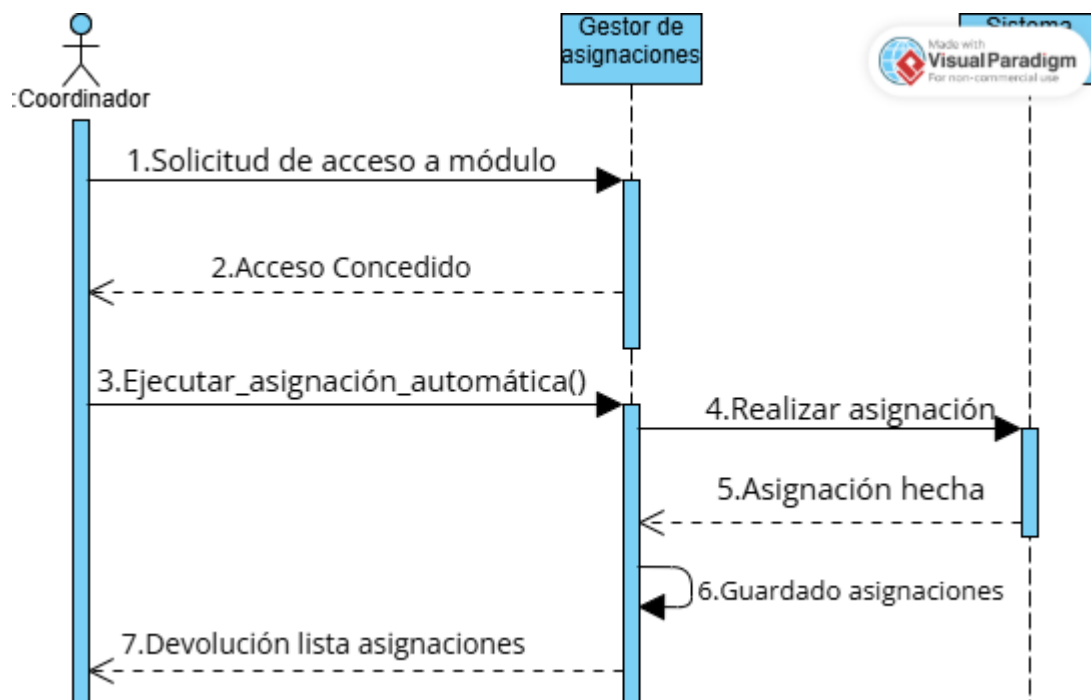 Gestor de
asignaciones
Sistema
Made with
Visual Paradigm
For non-commercial use
:Coordinador
1.Solicitud de acceso a módulo
2.Acceso Concedido
3.Ejecutar_asignación_automática()
4.Realizar asignación
5.Asignación hecha
6.Guardado asignaciones
7.Devolución lista asignaciones